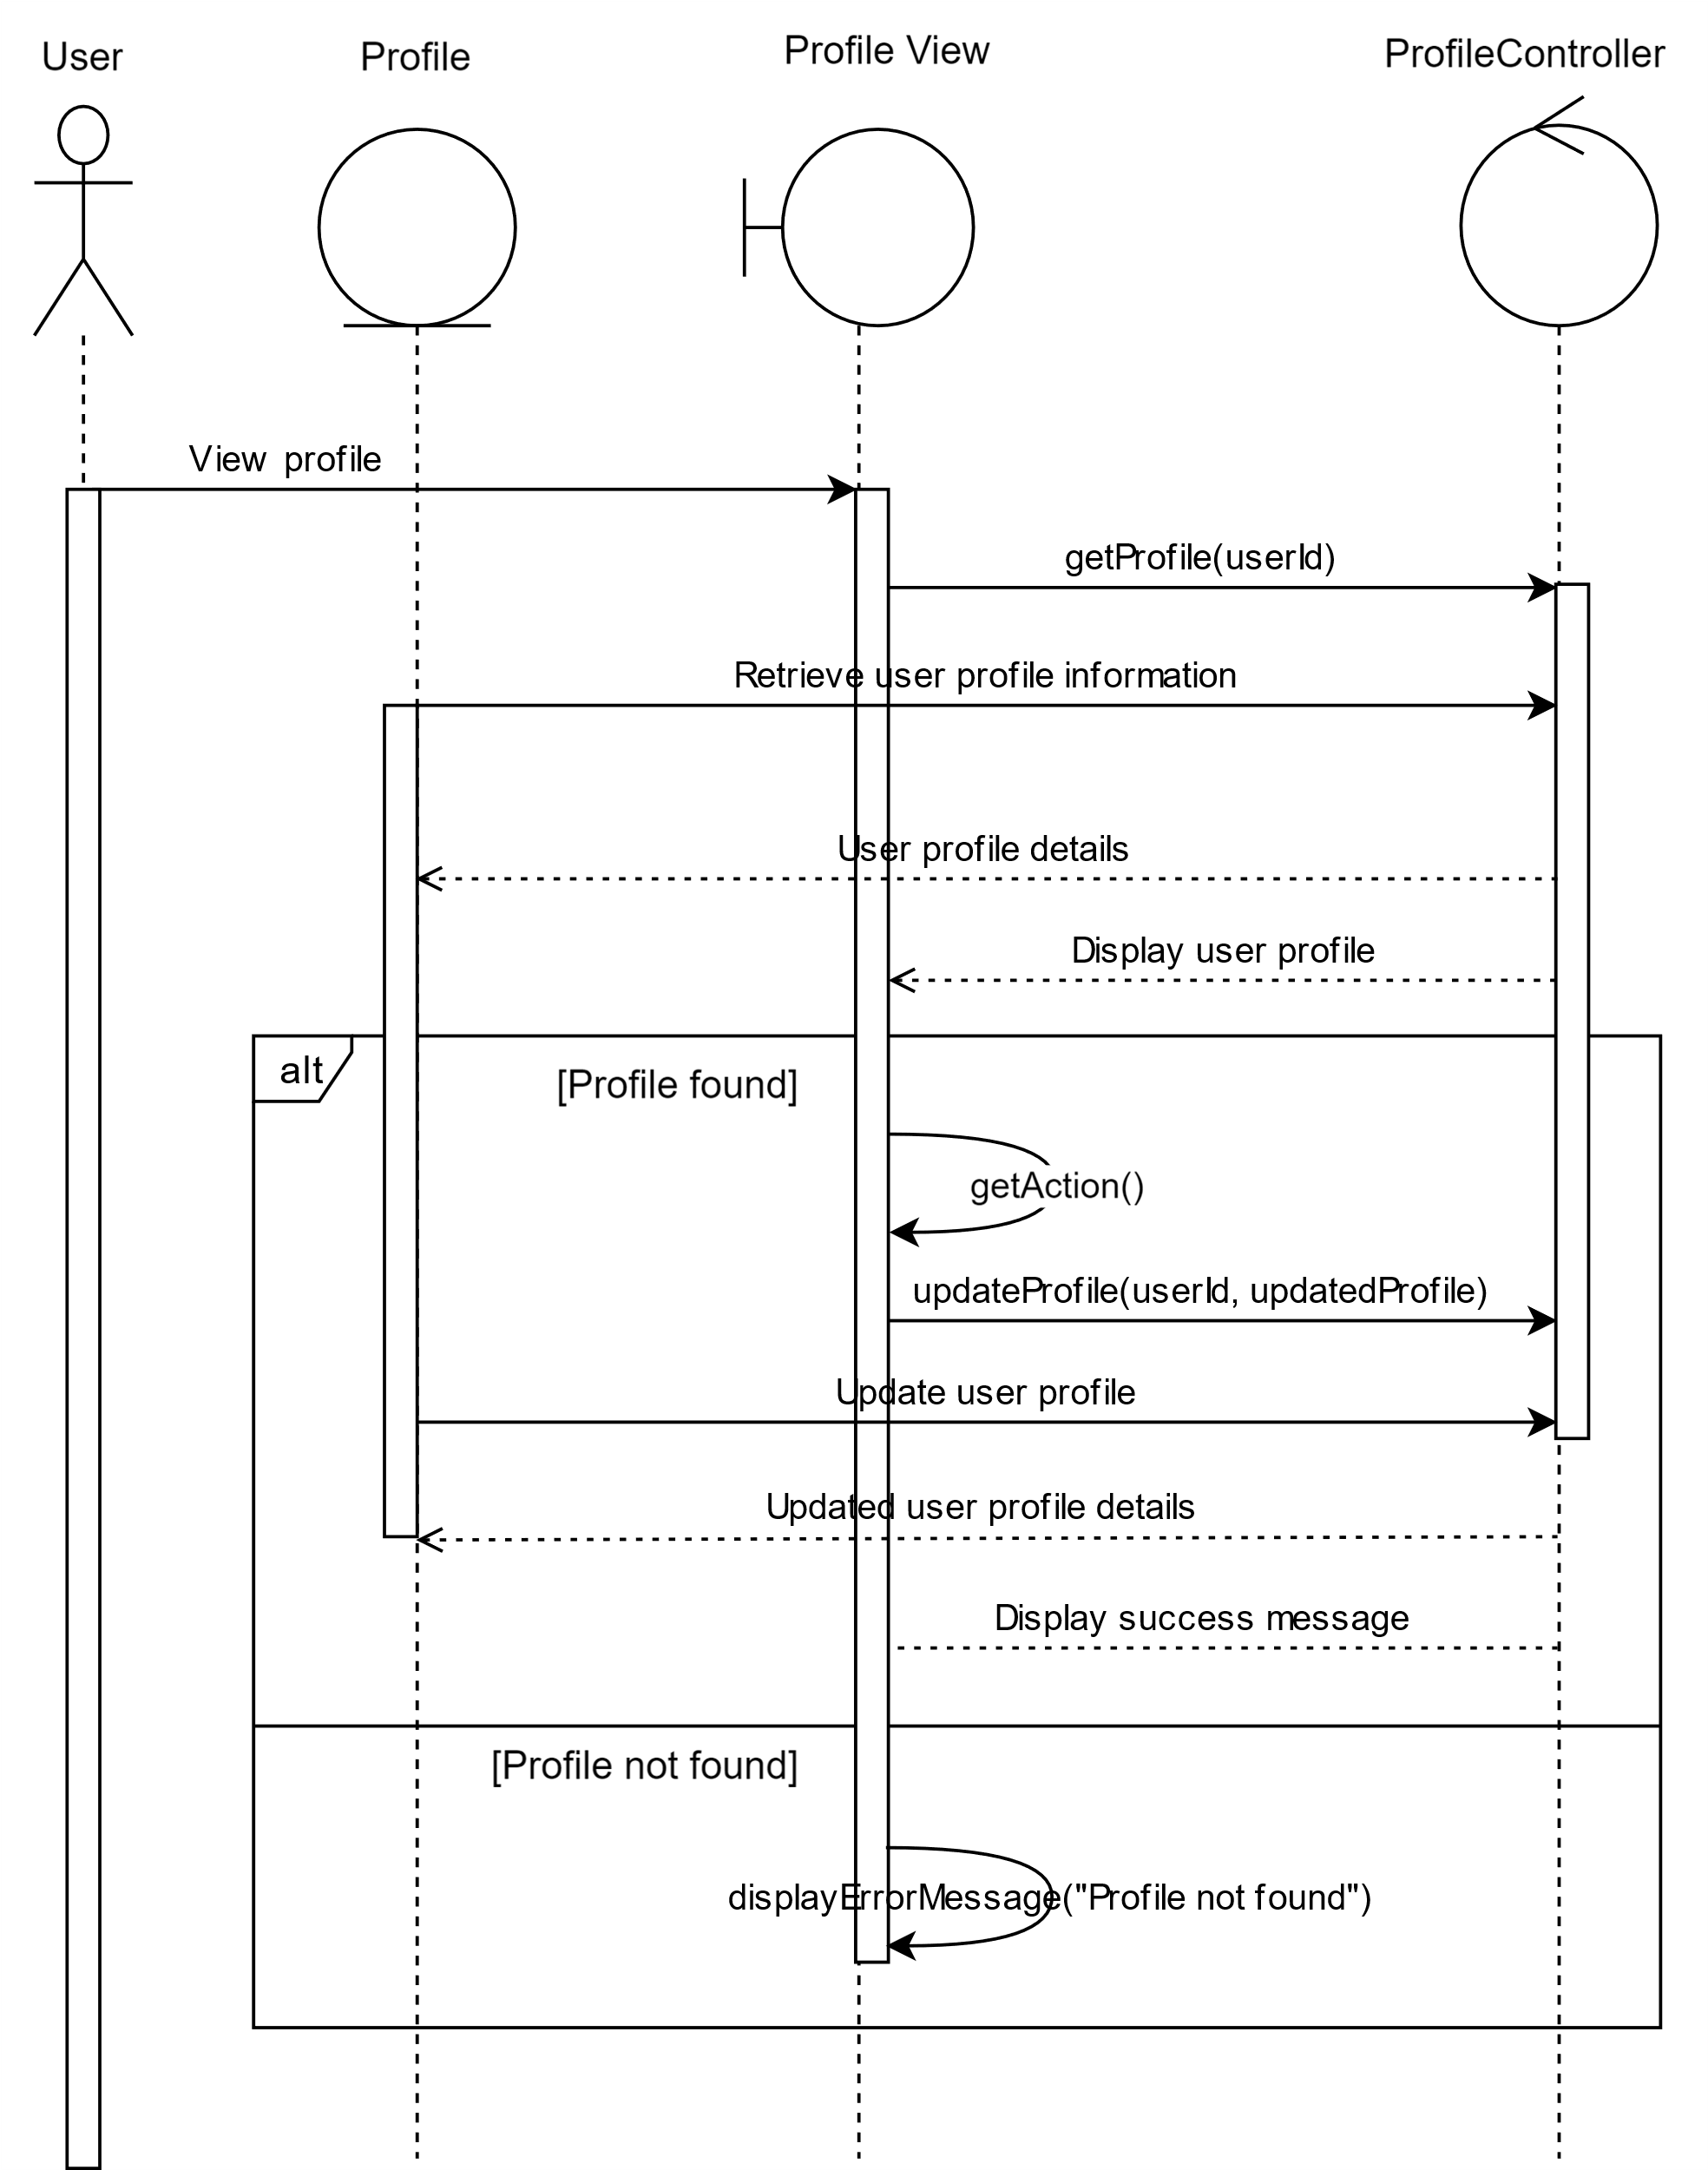 User
Profile
Profile View
ProfileController
View profile
getProfile(userId)
Retrieve user profile information
User profile details
Display user profile
alt
[Profile found]
getAction()
updateProfile(userId, updatedProfile)
Update user profile
Updated user profile details
Display success message
[Profile not found]
displayErrorMessage("Profile not found")